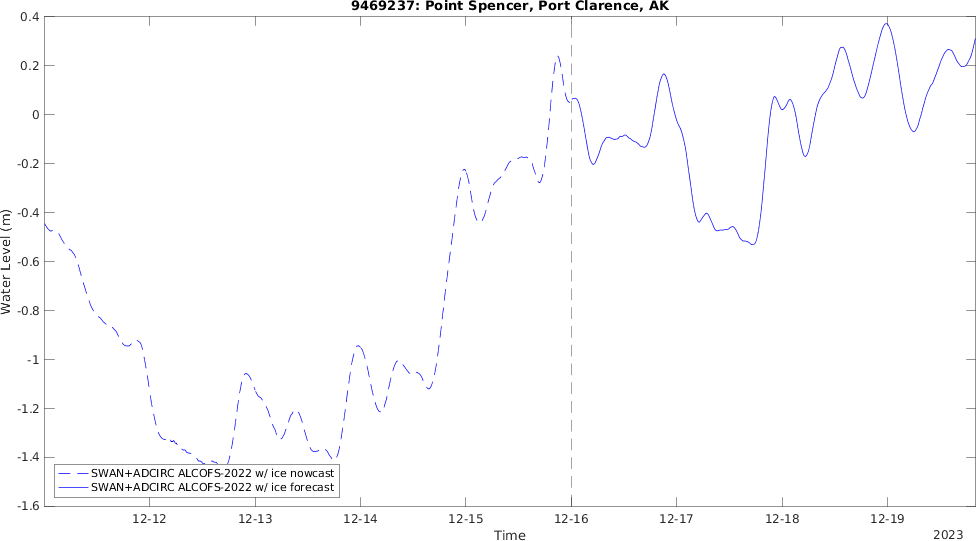 9469237: Point Spencer, Port Clarence, AK
0.4
0.2
0
-0.2
-0.4
-0.6
-0.8
-1
-1.2
-1.4
-1.6
Water Level (m)
SWAN+ADCIRC ALCOFS-2022 w/ ice nowcast
SWAN+ADCIRC ALCOFS-2022 w/ ice forecast
12-12 12-13 12-14 12-15 12-16 12-17 12-18 12-19
Time
2023